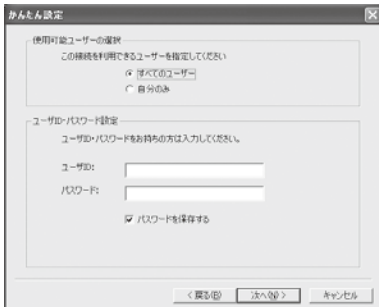 かんたん設定
使用可能ユーザーの選択
この接続を利用できるユーザーを指定してください
すべてのユーザー
自分のみ
ユーザID・パスワード設定
ユーザID・パスワードをお持ちの方は入力してください。
ユーザID:
パスワード:
パスワードを保存する
< 戻る(B) 次へ(N) > キャンセル